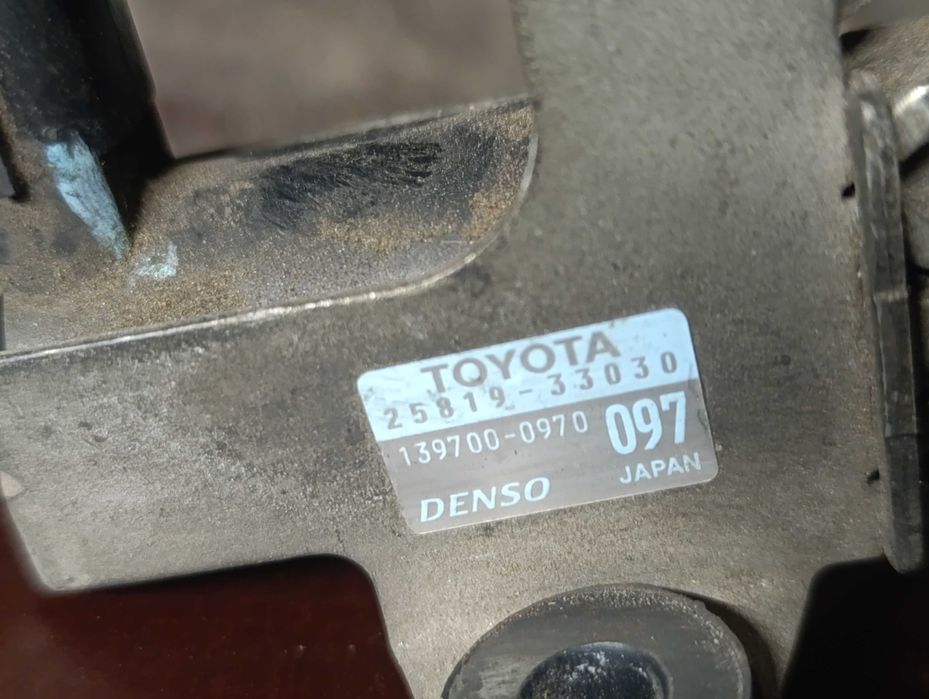 TOYOTA
25819-33030
139700-0970 097
DENSO JAPAN